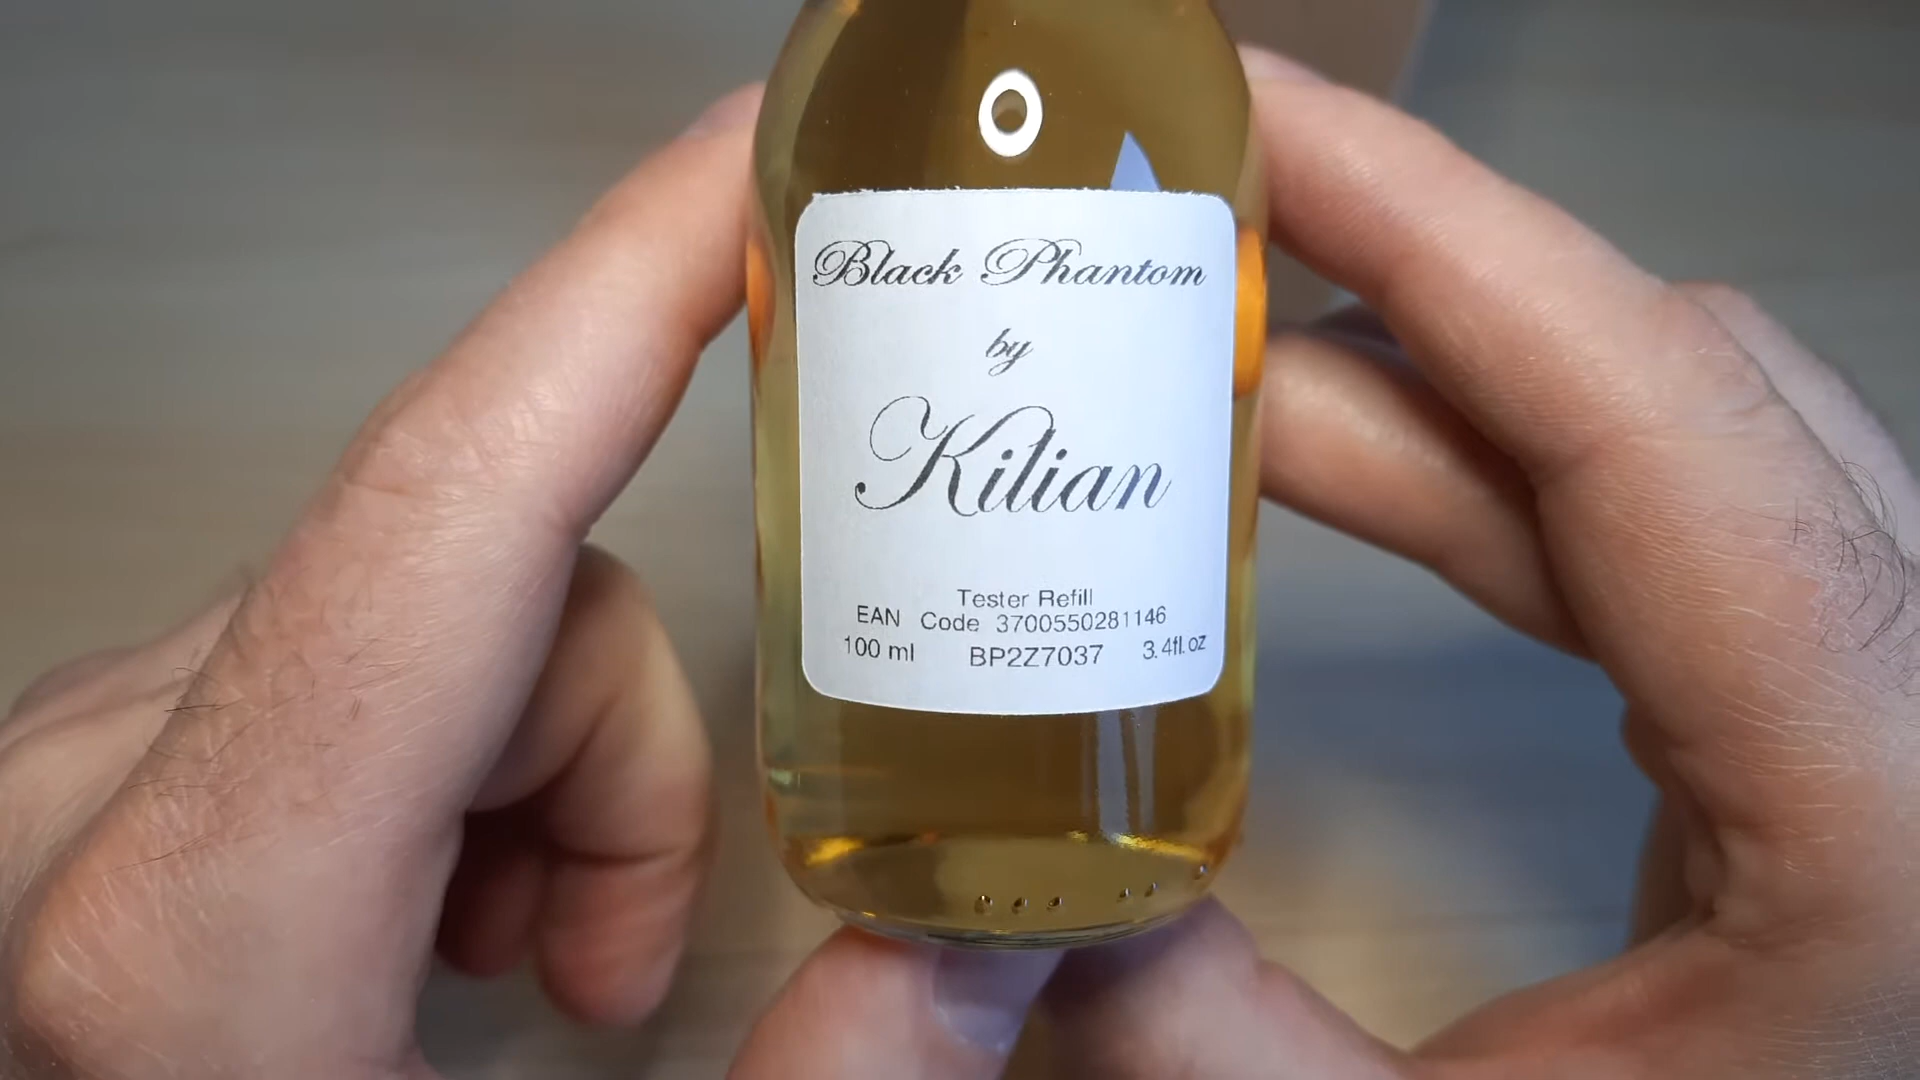 Black Phantom
by
Kilian
Tester Refill
EAN Code 3700550281146
100 ml BP2Z7037 3.4fl.oz